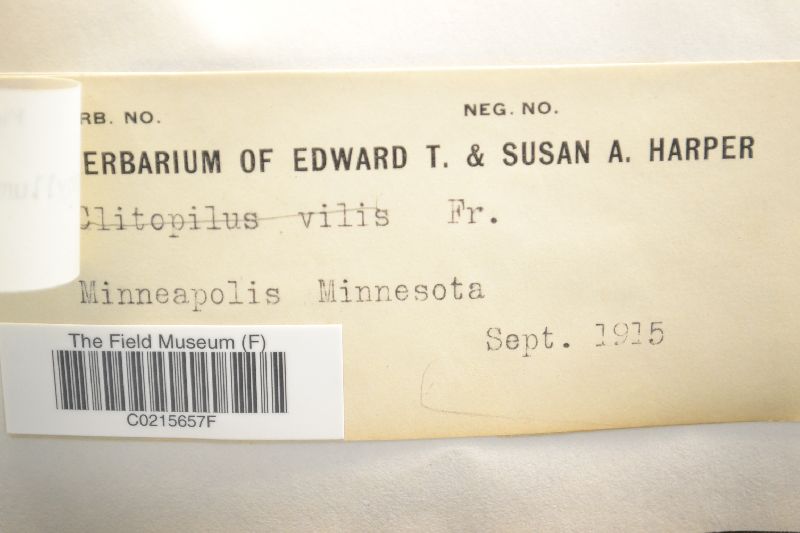 RB. NO. NEG. NO.
ERBARIUM OF EDWARD T. & SUSAN A. HARPER
Clitopilus vilis Fr.
Minneapolis Minnesota
Sept. 1915
The Field Museum (F)
C0215657F